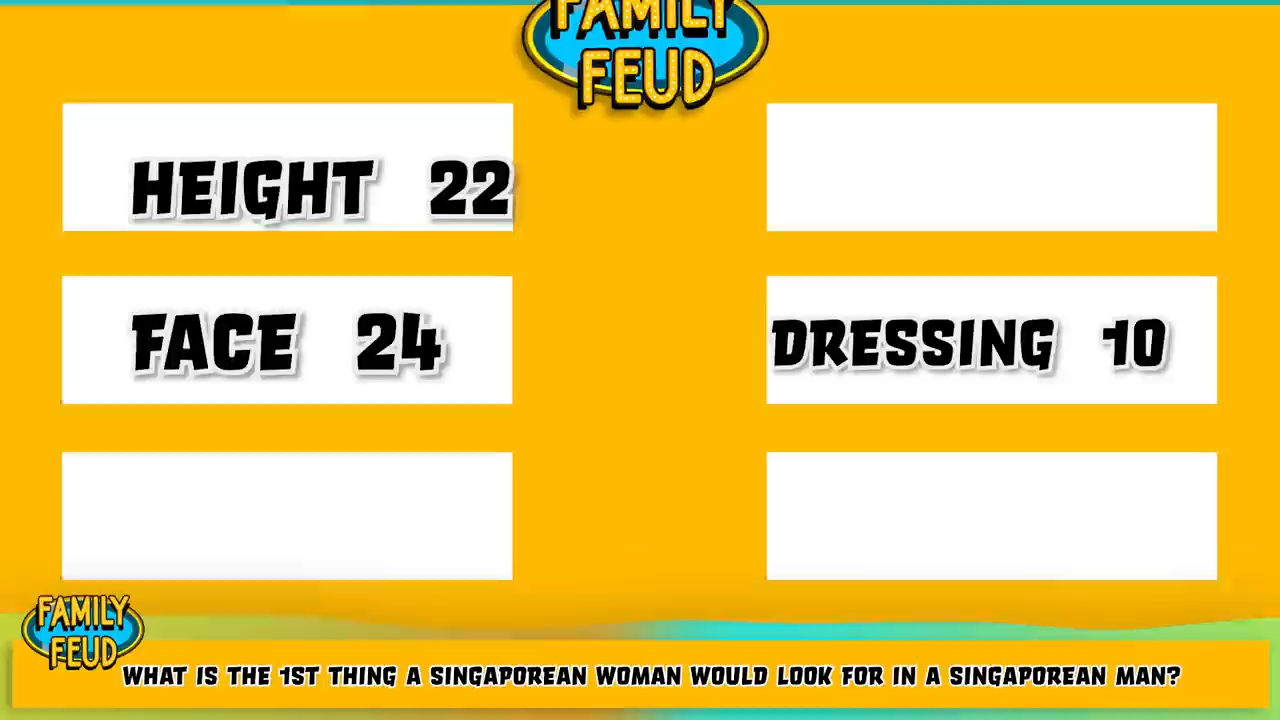 FAMILY
FEUD
HEIGHT 22
FACE 24
DRESSING 10
FAMILY
FEUD
WHAT IS THE 1ST THING A SINGAPOREAN WOMAN WOULD LOOK FOR IN A SINGAPOREAN MAN?